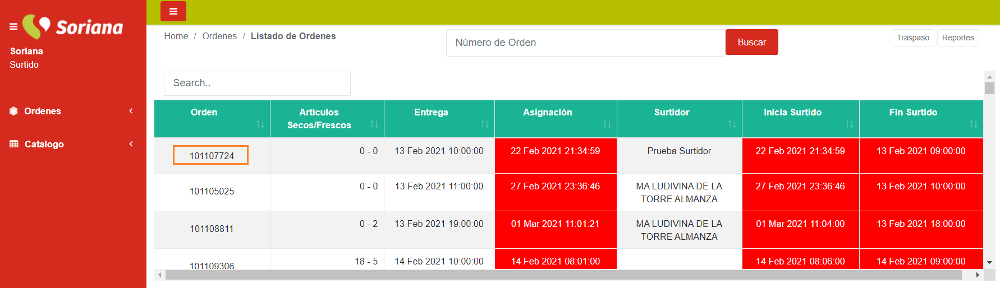 Soriana
Soriana
Surtido
Ordenes
Catalogo
Home / Ordenes / Listado de Ordenes
Número de Orden
Buscar
Traspaso
Reportes
Search..
Orden
Artículos
Secos/Frescos
Entrega
Asignación
Surtidor
Inicia Surtido
Fin Surtido
101107724
0 - 0
13 Feb 2021 10:00:00
22 Feb 2021 21:34:59
Prueba Surtidor
22 Feb 2021 21:34:59
13 Feb 2021 09:00:00
101105025
0 - 0
13 Feb 2021 11:00:00
27 Feb 2021 23:36:46
MA LUDIVINA DE LA
TORRE ALMANZA
27 Feb 2021 23:36:46
13 Feb 2021 10:00:00
101108811
0 - 2
13 Feb 2021 19:00:00
01 Mar 2021 11:01:21
MA LUDIVINA DE LA
TORRE ALMANZA
01 Mar 2021 11:04:00
13 Feb 2021 18:00:00
101109306
18 - 5
14 Feb 2021 10:00:00
14 Feb 2021 08:01:00
14 Feb 2021 08:06:00
14 Feb 2021 09:00:00